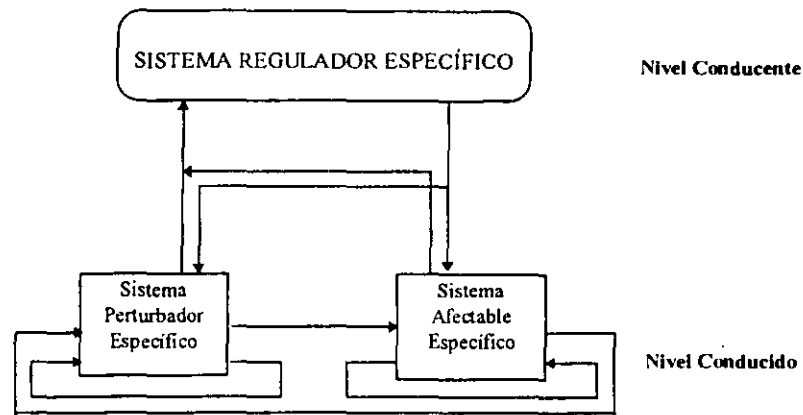 SISTEMA REGULADOR ESPECÍFICO
Nivel Conducente
Sistema
Perturbador
Específico
Sistema
Afectable
Específico
Nivel Conducido